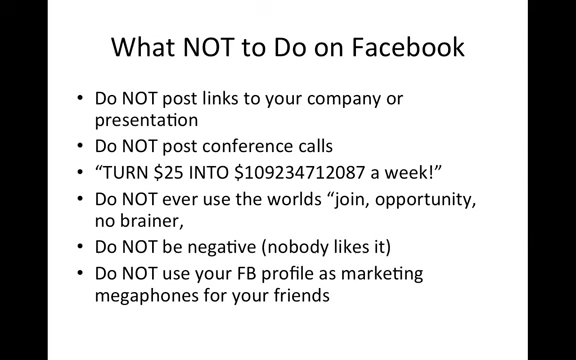 What NOT to Do on Facebook
• Do NOT post links to your company or
presentation
• Do NOT post conference calls
• “TURN $25 INTO $109234712087 a week!”
• Do NOT ever use the worlds “join, opportunity,
no brainer,
• Do NOT be negative (nobody likes it)
• Do NOT use your FB profile as marketing
megaphones for your friends